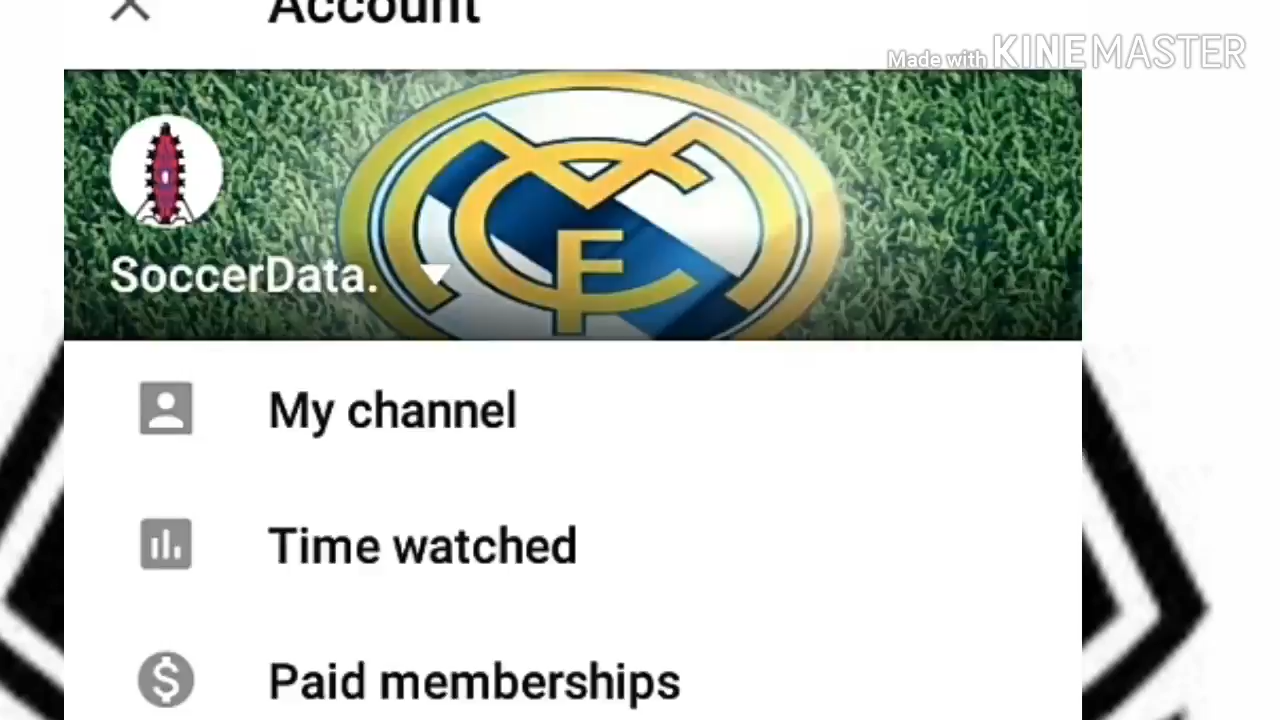 Account
Made with KINEMASTER
SoccerData.
My channel
Time watched
Paid memberships